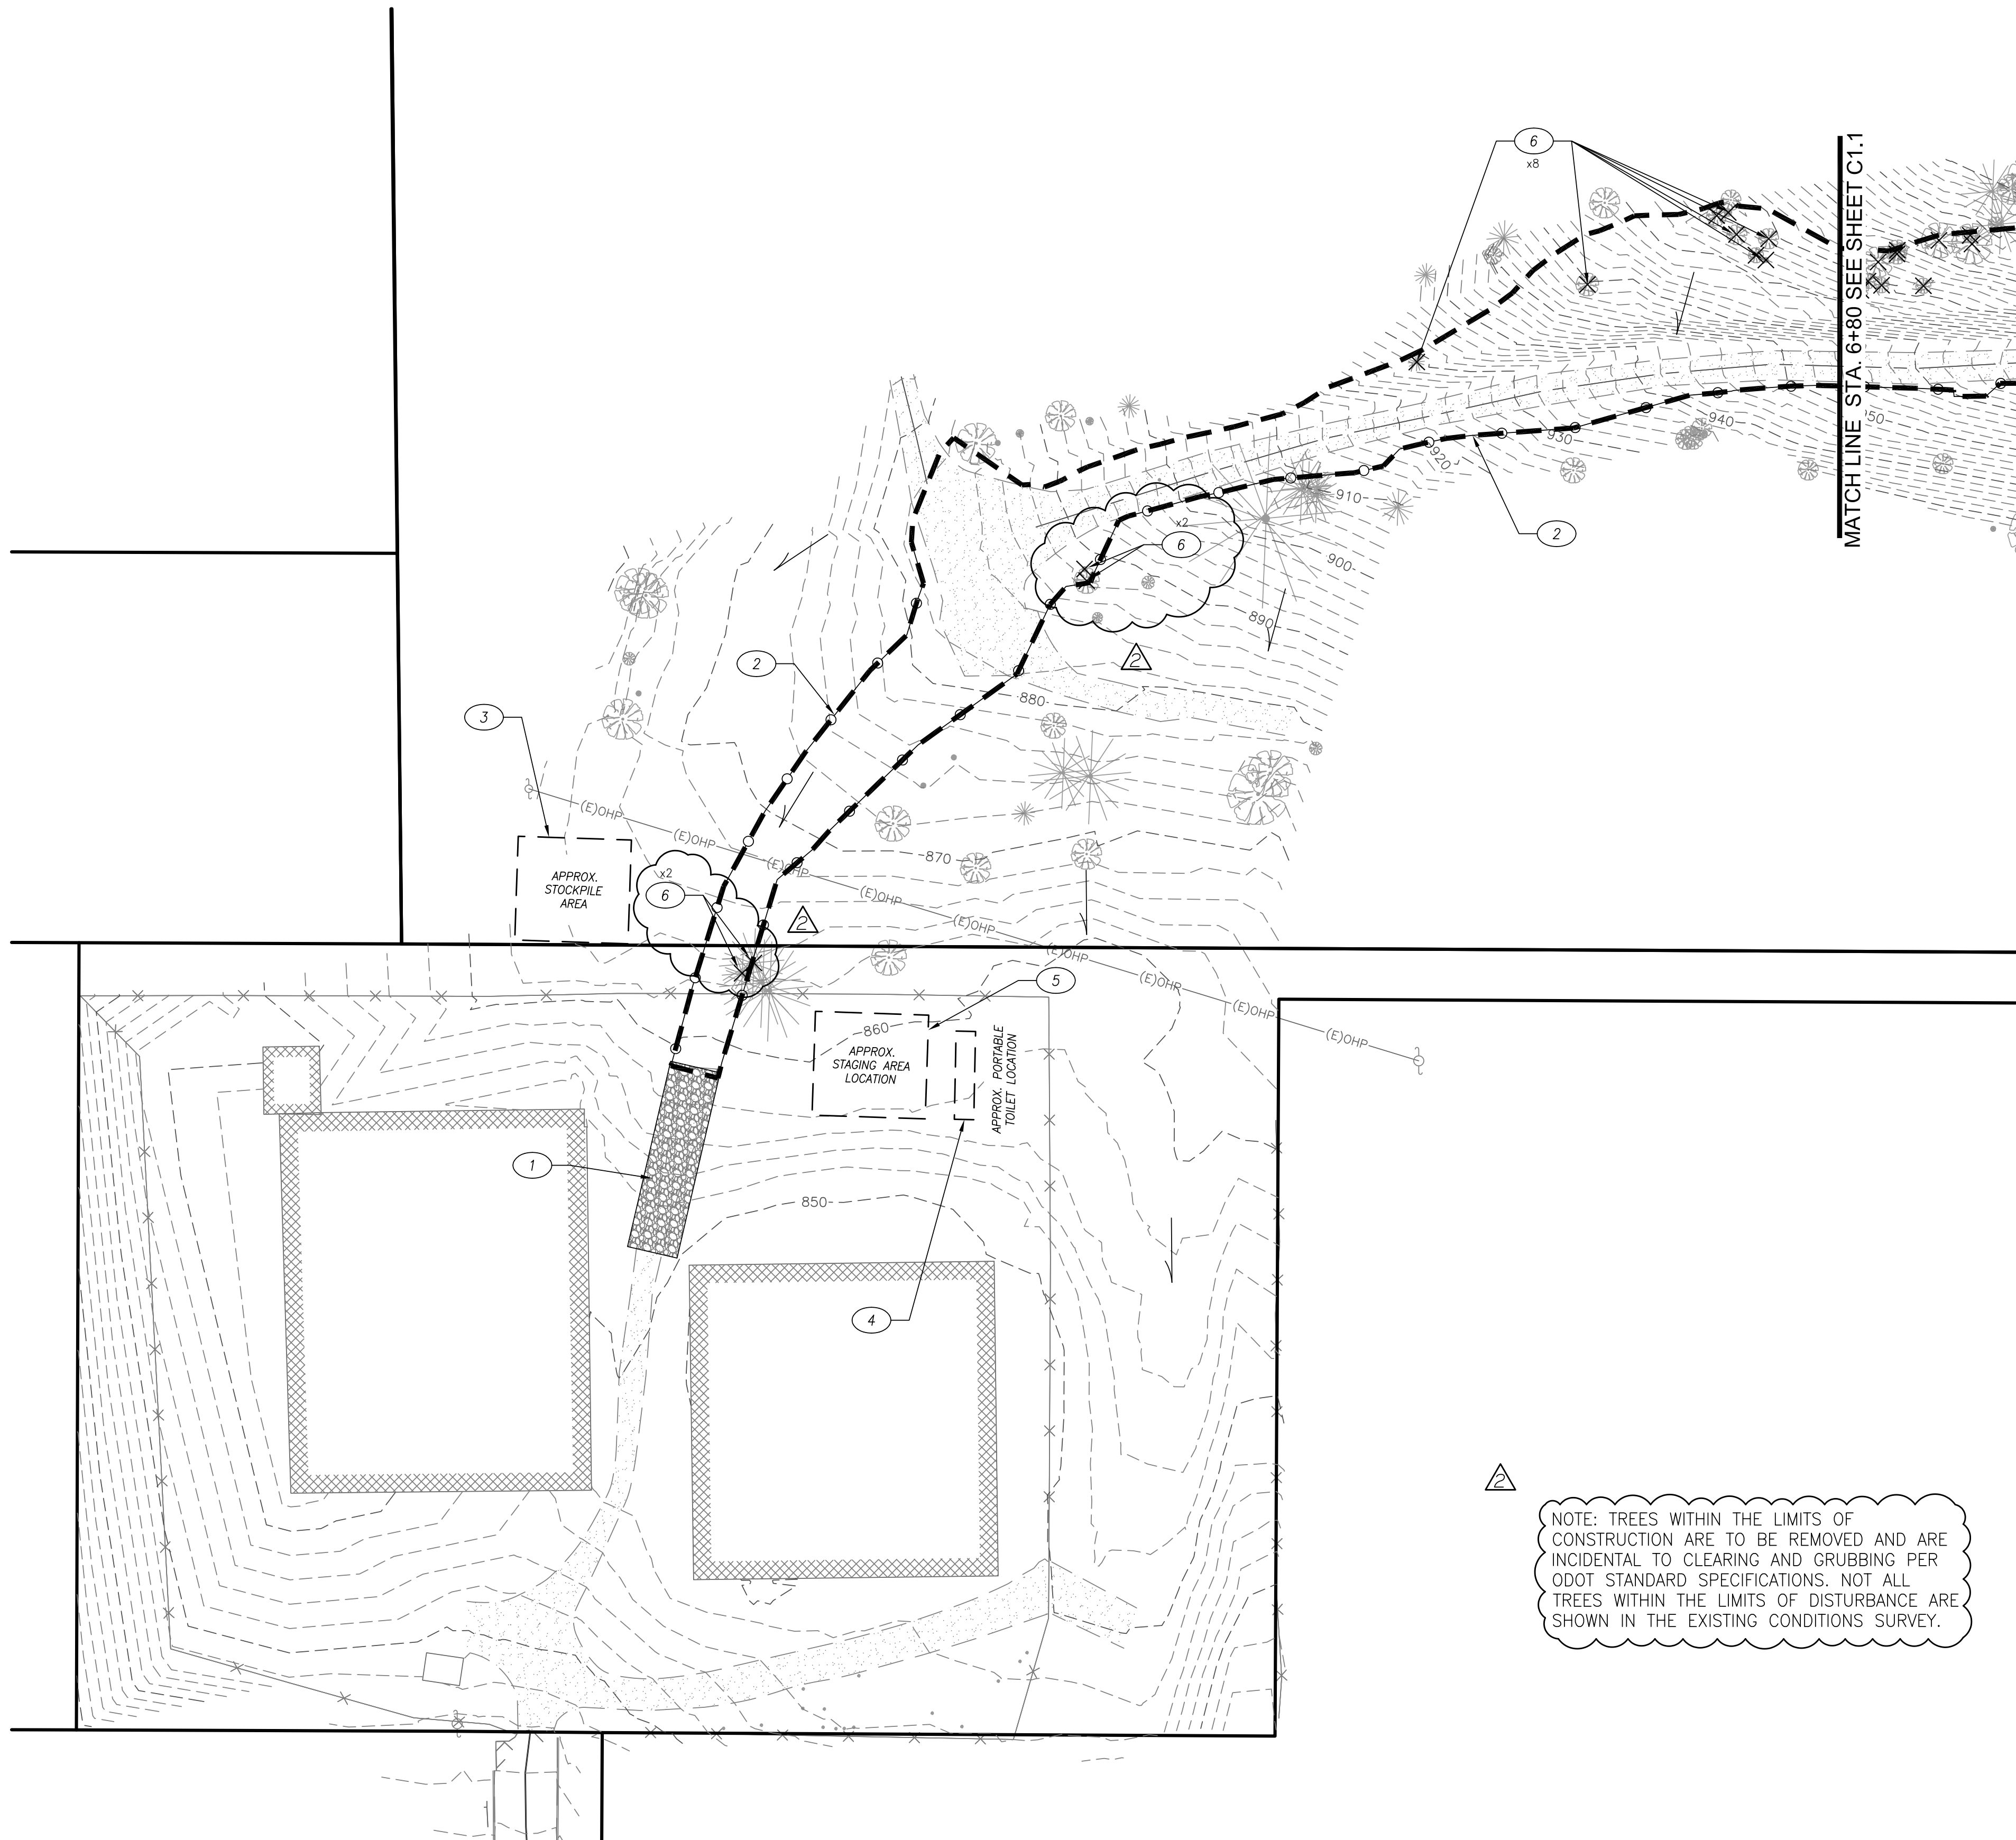 6
x8
MATCH LINE STA. 6+80 SEE SHEET C1.1
950
940
930
920
910
2
x2
6
900
890
2
2
880
3
(E)OHP
(E)OHP
(E)OHP
870
(E)OHP
(E)OHP
(E)OHP
(E)OHP
(E)OHP
(E)OHP
APPROX.
STOCKPILE
AREA
x2
6
2
5
860
APPROX.
STAGING AREA
LOCATION
APPROX. PORTABLE
TOILET LOCATION
1
850
4
2
NOTE: TREES WITHIN THE LIMITS OF
CONSTRUCTION ARE TO BE REMOVED AND ARE
INCIDENTAL TO CLEARING AND GRUBBING PER
ODOT STANDARD SPECIFICATIONS. NOT ALL
TREES WITHIN THE LIMITS OF DISTURBANCE ARE
SHOWN IN THE EXISTING CONDITIONS SURVEY.